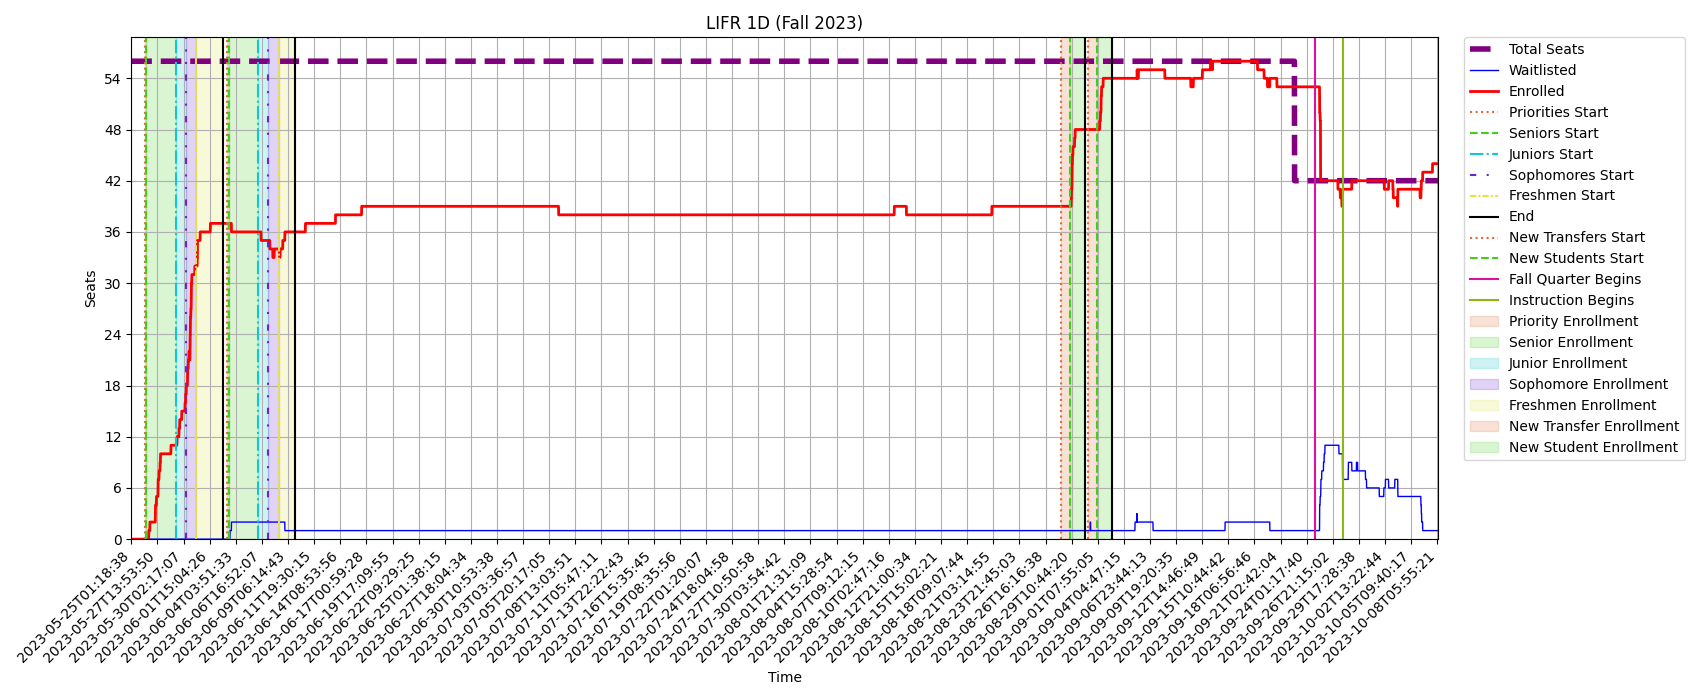 LIFR 1D (Fall 2023)
Seats
54
48
42
36
30
24
18
12
6
0
2023-05-25T01:18:38
2023-05-27T13:53:50
2023-05-30T02:17:07
2023-06-01T15:04:26
2023-06-04T03:51:33
2023-06-06T16:52:07
2023-06-09T06:14:43
2023-06-11T19:30:15
2023-06-14T08:53:56
2023-06-17T00:59:28
2023-06-19T17:09:55
2023-06-22T09:29:25
2023-06-25T01:38:15
2023-06-27T18:04:34
2023-06-30T10:53:38
2023-07-03T03:36:57
2023-07-05T20:17:05
2023-07-08T13:03:51
2023-07-11T05:47:11
2023-07-13T22:22:43
2023-07-16T15:35:45
2023-07-19T08:35:56
2023-07-22T01:20:07
2023-07-24T18:04:58
2023-07-27T10:50:58
2023-07-30T03:54:42
2023-08-01T21:31:09
2023-08-04T15:28:54
2023-08-07T09:12:15
2023-08-10T02:47:16
2023-08-12T21:00:34
2023-08-15T15:02:21
2023-08-18T09:07:44
2023-08-21T03:14:55
2023-08-23T21:45:03
2023-08-26T16:16:38
2023-08-29T10:44:20
2023-09-01T07:55:05
2023-09-04T04:47:15
2023-09-06T23:44:13
2023-09-09T19:20:35
2023-09-12T14:46:49
2023-09-15T10:44:42
2023-09-18T06:56:46
2023-09-21T02:42:04
2023-09-24T01:17:40
2023-09-26T21:15:02
2023-09-29T17:28:38
2023-10-02T13:22:44
2023-10-05T09:40:17
2023-10-08T05:55:21
Time
Total Seats
Waitlisted
Enrolled
Priorities Start
Seniors Start
Juniors Start
Sophomores Start
Freshmen Start
End
New Transfers Start
New Students Start
Fall Quarter Begins
Instruction Begins
Priority Enrollment
Senior Enrollment
Junior Enrollment
Sophomore Enrollment
Freshmen Enrollment
New Transfer Enrollment
New Student Enrollment